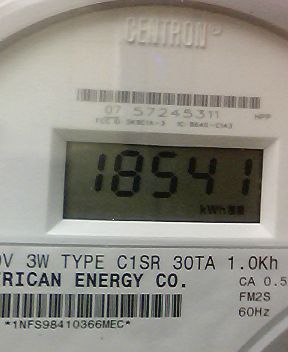 CENTRON®
07 57245311 HPP
18541
kWh
V 3W TYPE C1SR 30TA 1.0Kh
RICAN ENERGY CO. CA 0.5
FM2S
*1NFS98410366MEC* 60Hz